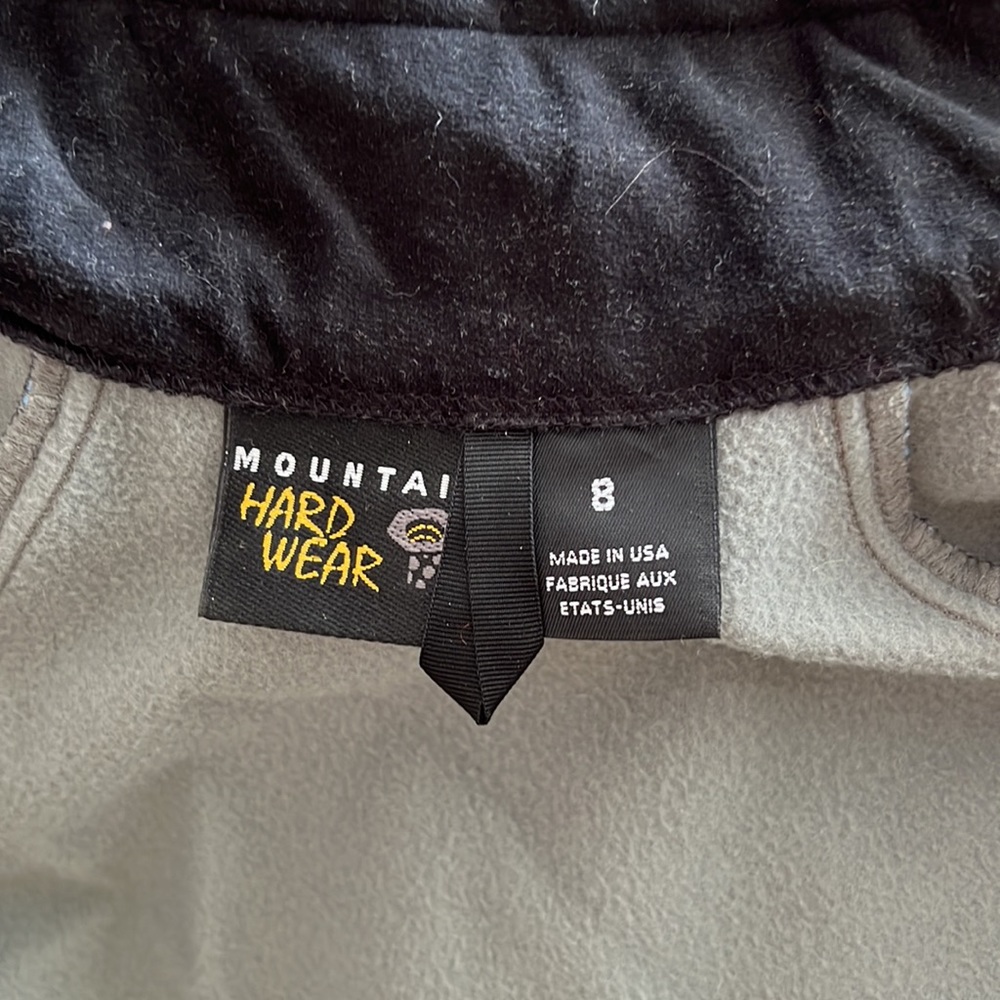 MOUNTAI
HARD
WEAR
8
MADE IN USA
FABRIQUE AUX
ETATS-UNIS